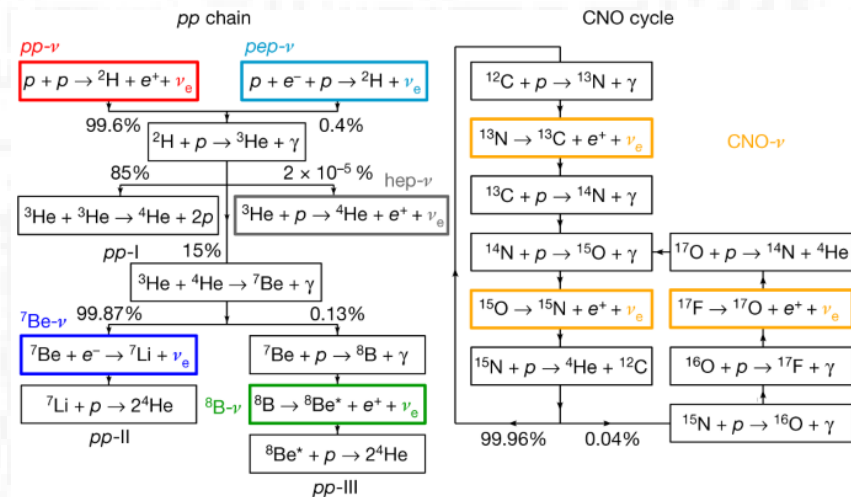 pp chain
pp-ν
pep-ν
p + p → ²H + e⁺ + νₑ
p + e⁻ + p → ²H + νₑ
99.6%
0.4%
²H + p → ³He + γ
85%
2 × 10⁻⁵ %
hep-ν
³He + ³He → ⁴He + 2p
³He + p → ⁴He + e⁺ + νₑ
pp-I
15%
³He + ⁴He → ⁷Be + γ
99.87%
0.13%
⁷Be-ν
⁷Be + e⁻ → ⁷Li + νₑ
⁷Be + p → ⁸B + γ
⁷Li + p → 2⁴He
⁸B-ν
⁸B → ⁸Be* + e⁺ + νₑ
pp-II
⁸Be* + p → 2⁴He
pp-III
CNO cycle
¹²C + p → ¹³N + γ
¹³N → ¹³C + e⁺ + νₑ
CNO-ν
¹³C + p → ¹⁴N + γ
¹⁴N + p → ¹⁵O + γ
¹⁷O + p → ¹⁴N + ⁴He
¹⁵O → ¹⁵N + e⁺ + νₑ
¹⁷F → ¹⁷O + e⁺ + νₑ
¹⁵N + p → ⁴He + ¹²C
¹⁶O + p → ¹⁷F + γ
99.96%
0.04%
¹⁵N + p → ¹⁶O + γ